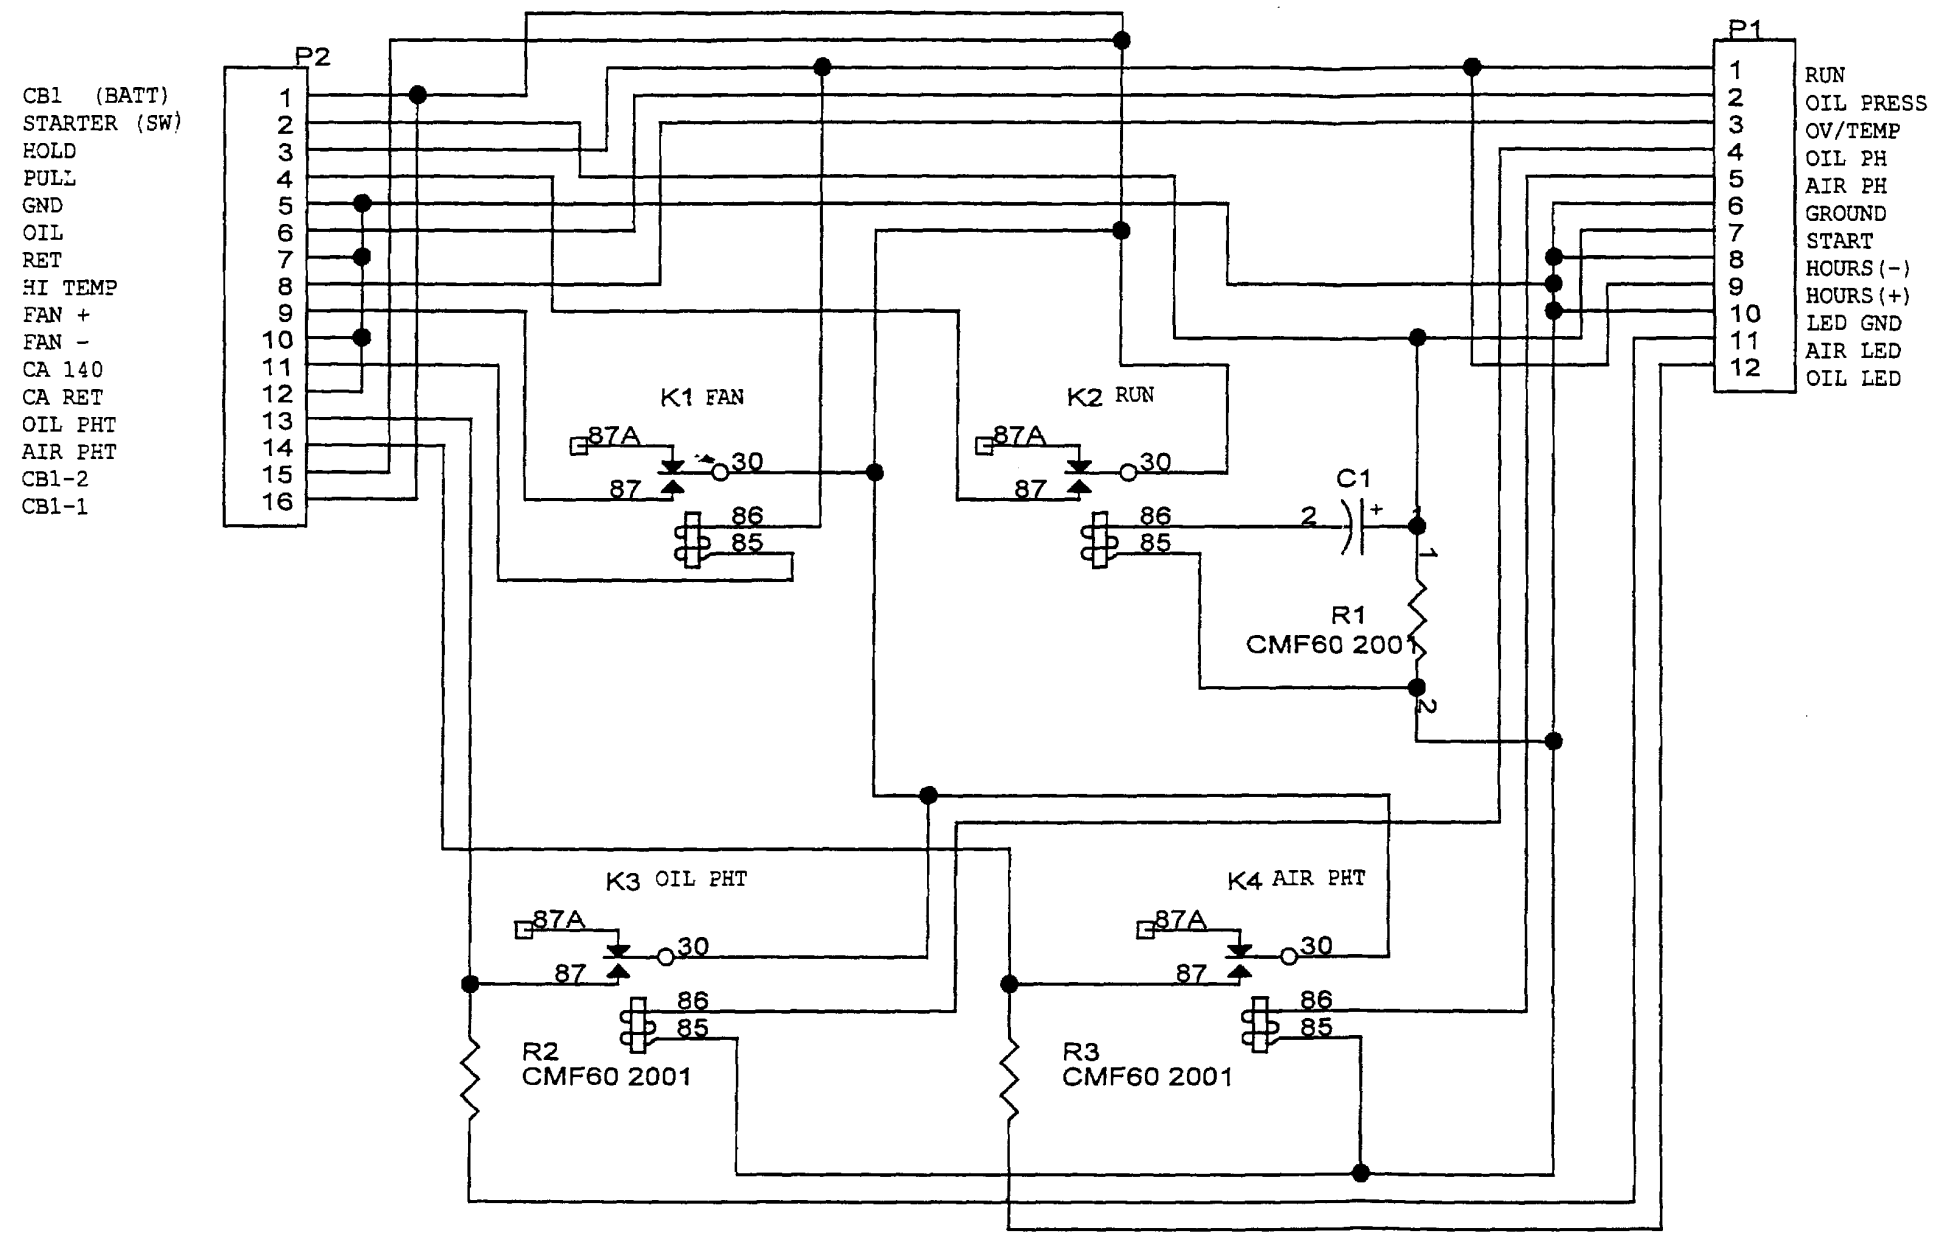 P2
P1
CB1 (BATT)
STARTER (SW)
HOLD
PULL
GND
OIL
RET
HI TEMP
FAN +
FAN -
CA 140
CA RET
OIL PHT
AIR PHT
CB1-2
CB1-1
1
2
3
4
5
6
7
8
9
10
11
12
13
14
15
16
1
2
3
4
5
6
7
8
9
10
11
12
RUN
OIL PRESS
OV/TEMP
OIL PH
AIR PH
GROUND
START
HOURS(-)
HOURS(+)
LED GND
AIR LED
OIL LED
K1 FAN
87A
30
87
86
85
K2 RUN
87A
30
87
86
85
C1
2 + 1
1
R1
CMF60 2001
2
K3 OIL PHT
87A
30
87
86
85
R2
CMF60 2001
K4 AIR PHT
87A
30
87
86
85
R3
CMF60 2001